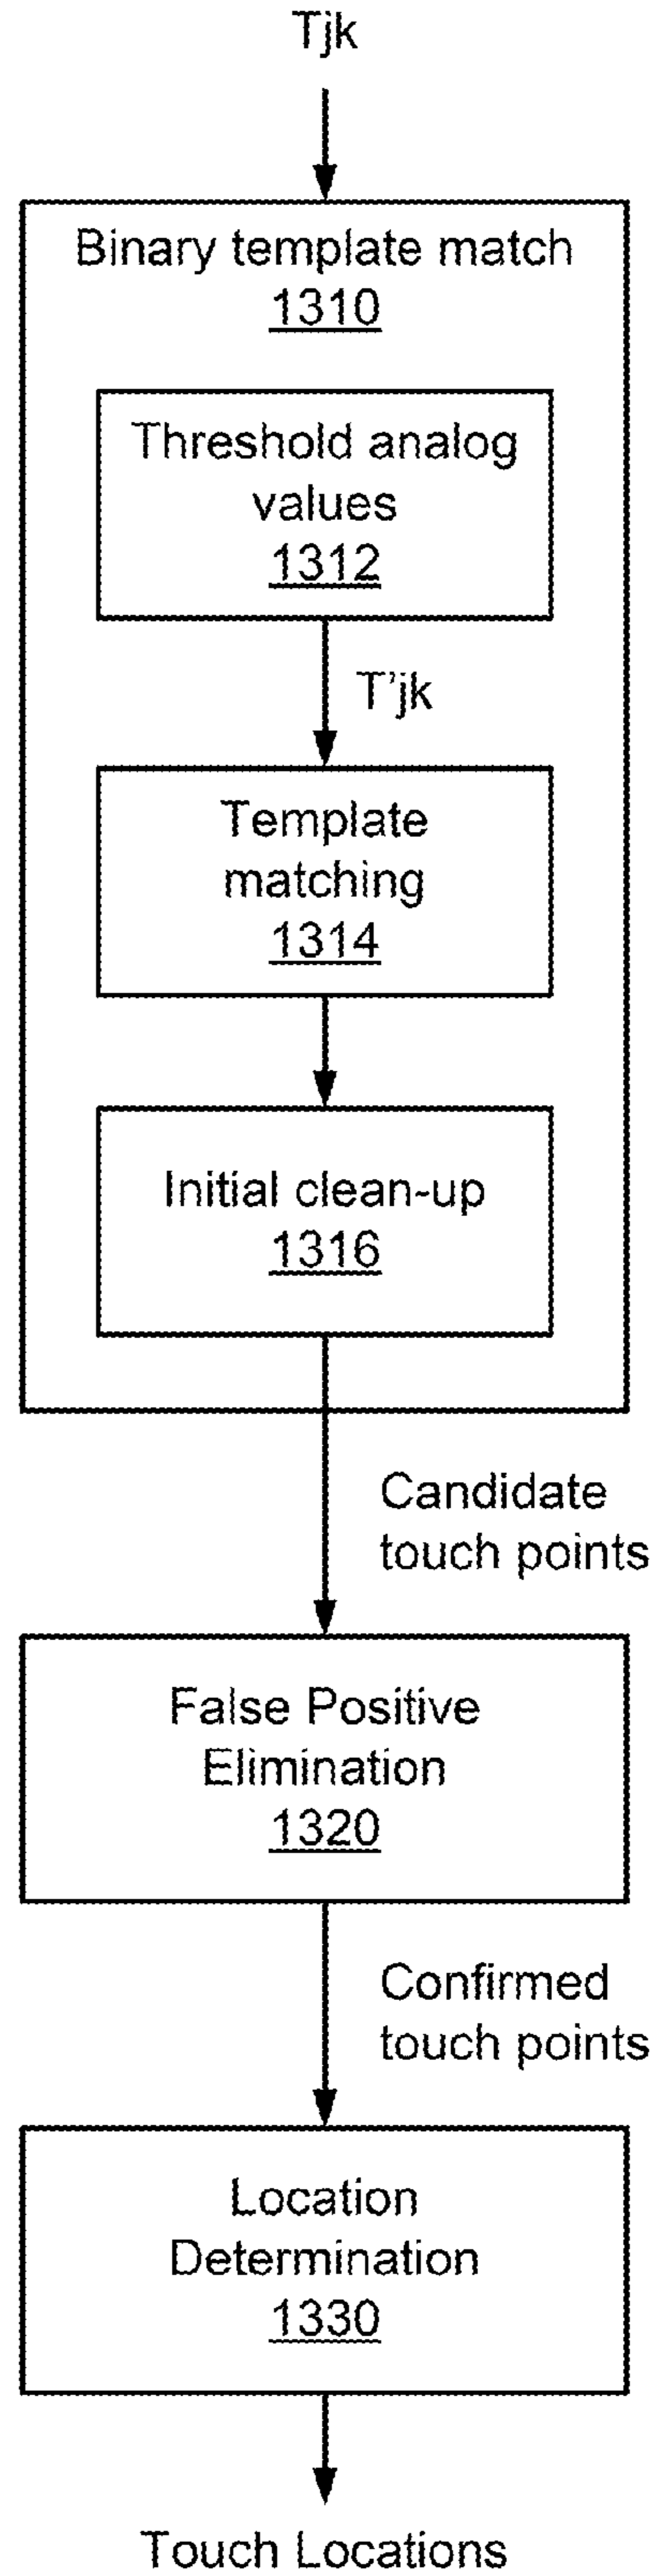 Tjk
Binary template match
1310
Threshold analog
values
1312
T'jk
Template
matching
1314
Initial clean-up
1316
Candidate
touch points
False Positive
Elimination
1320
Confirmed
touch points
Location
Determination
1330
Touch Locations